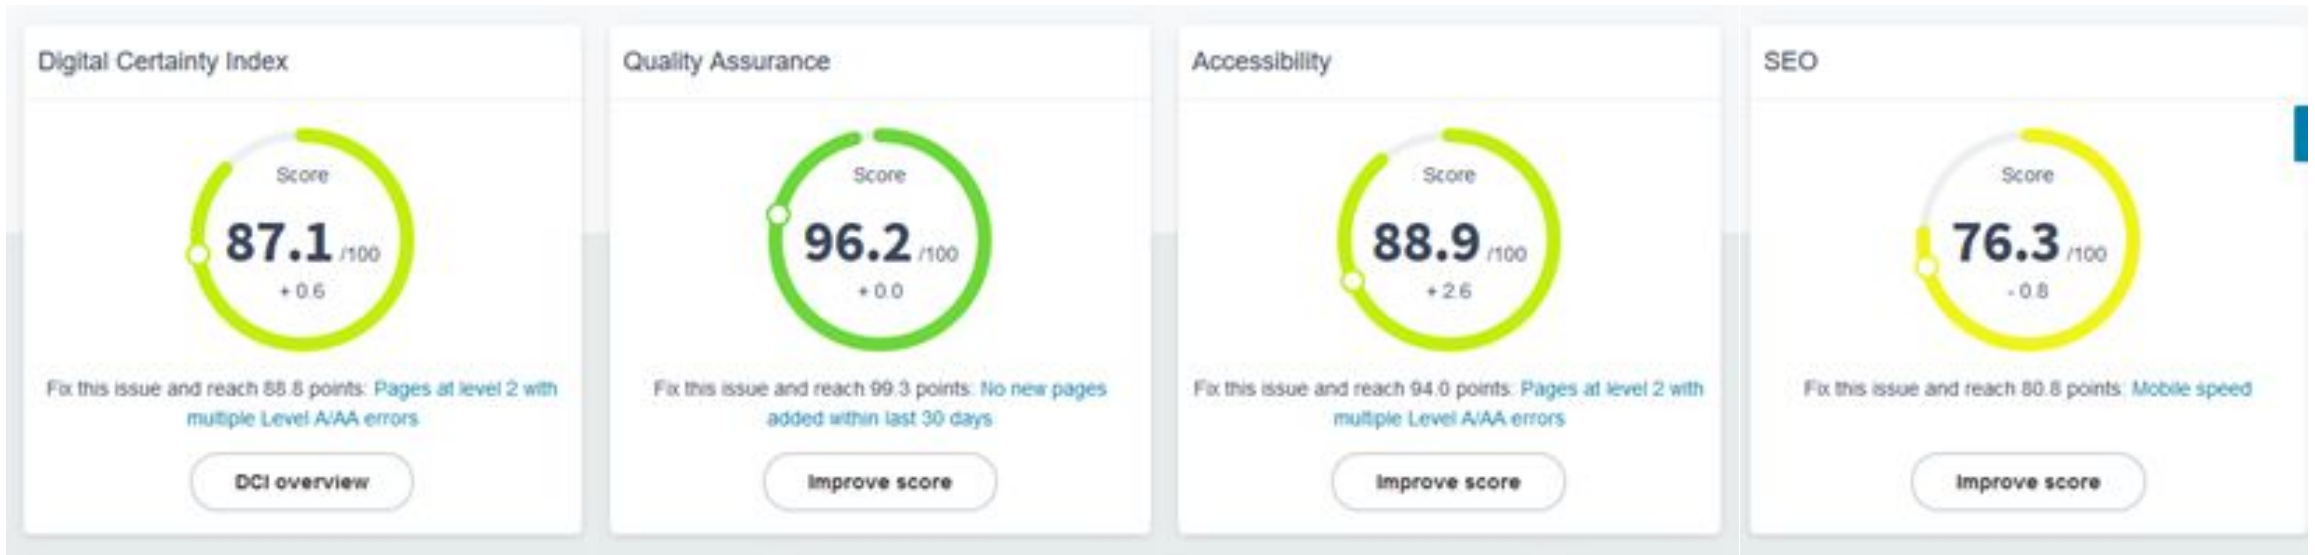 Digital Certainty Index
Score
87.1 /100
+ 0.6
Fix this issue and reach 88.8 points: Pages at level 2 with
multiple Level A/AA errors
DCI overview
Quality Assurance
Score
96.2 /100
+ 0.0
Fix this issue and reach 99.3 points: No new pages
added within last 30 days
Improve score
Accessibility
Score
88.9 /100
+ 2.6
Fix this issue and reach 94.0 points: Pages at level 2 with
multiple Level A/AA errors
Improve score
SEO
Score
76.3 /100
- 0.8
Fix this issue and reach 80.8 points: Mobile speed
Improve score